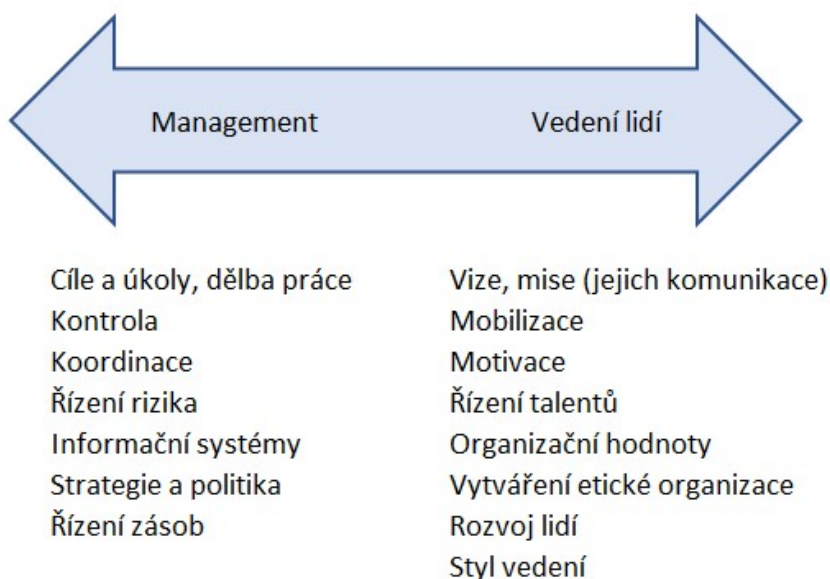 Management
Vedení lidí
Cíle a úkoly, dělba práce
Kontrola
Koordinace
Řízení rizika
Informační systémy
Strategie a politika
Řízení zásob
Vize, mise (jejich komunikace)
Mobilizace
Motivace
Řízení talentů
Organizační hodnoty
Vytváření etické organizace
Rozvoj lidí
Styl vedení